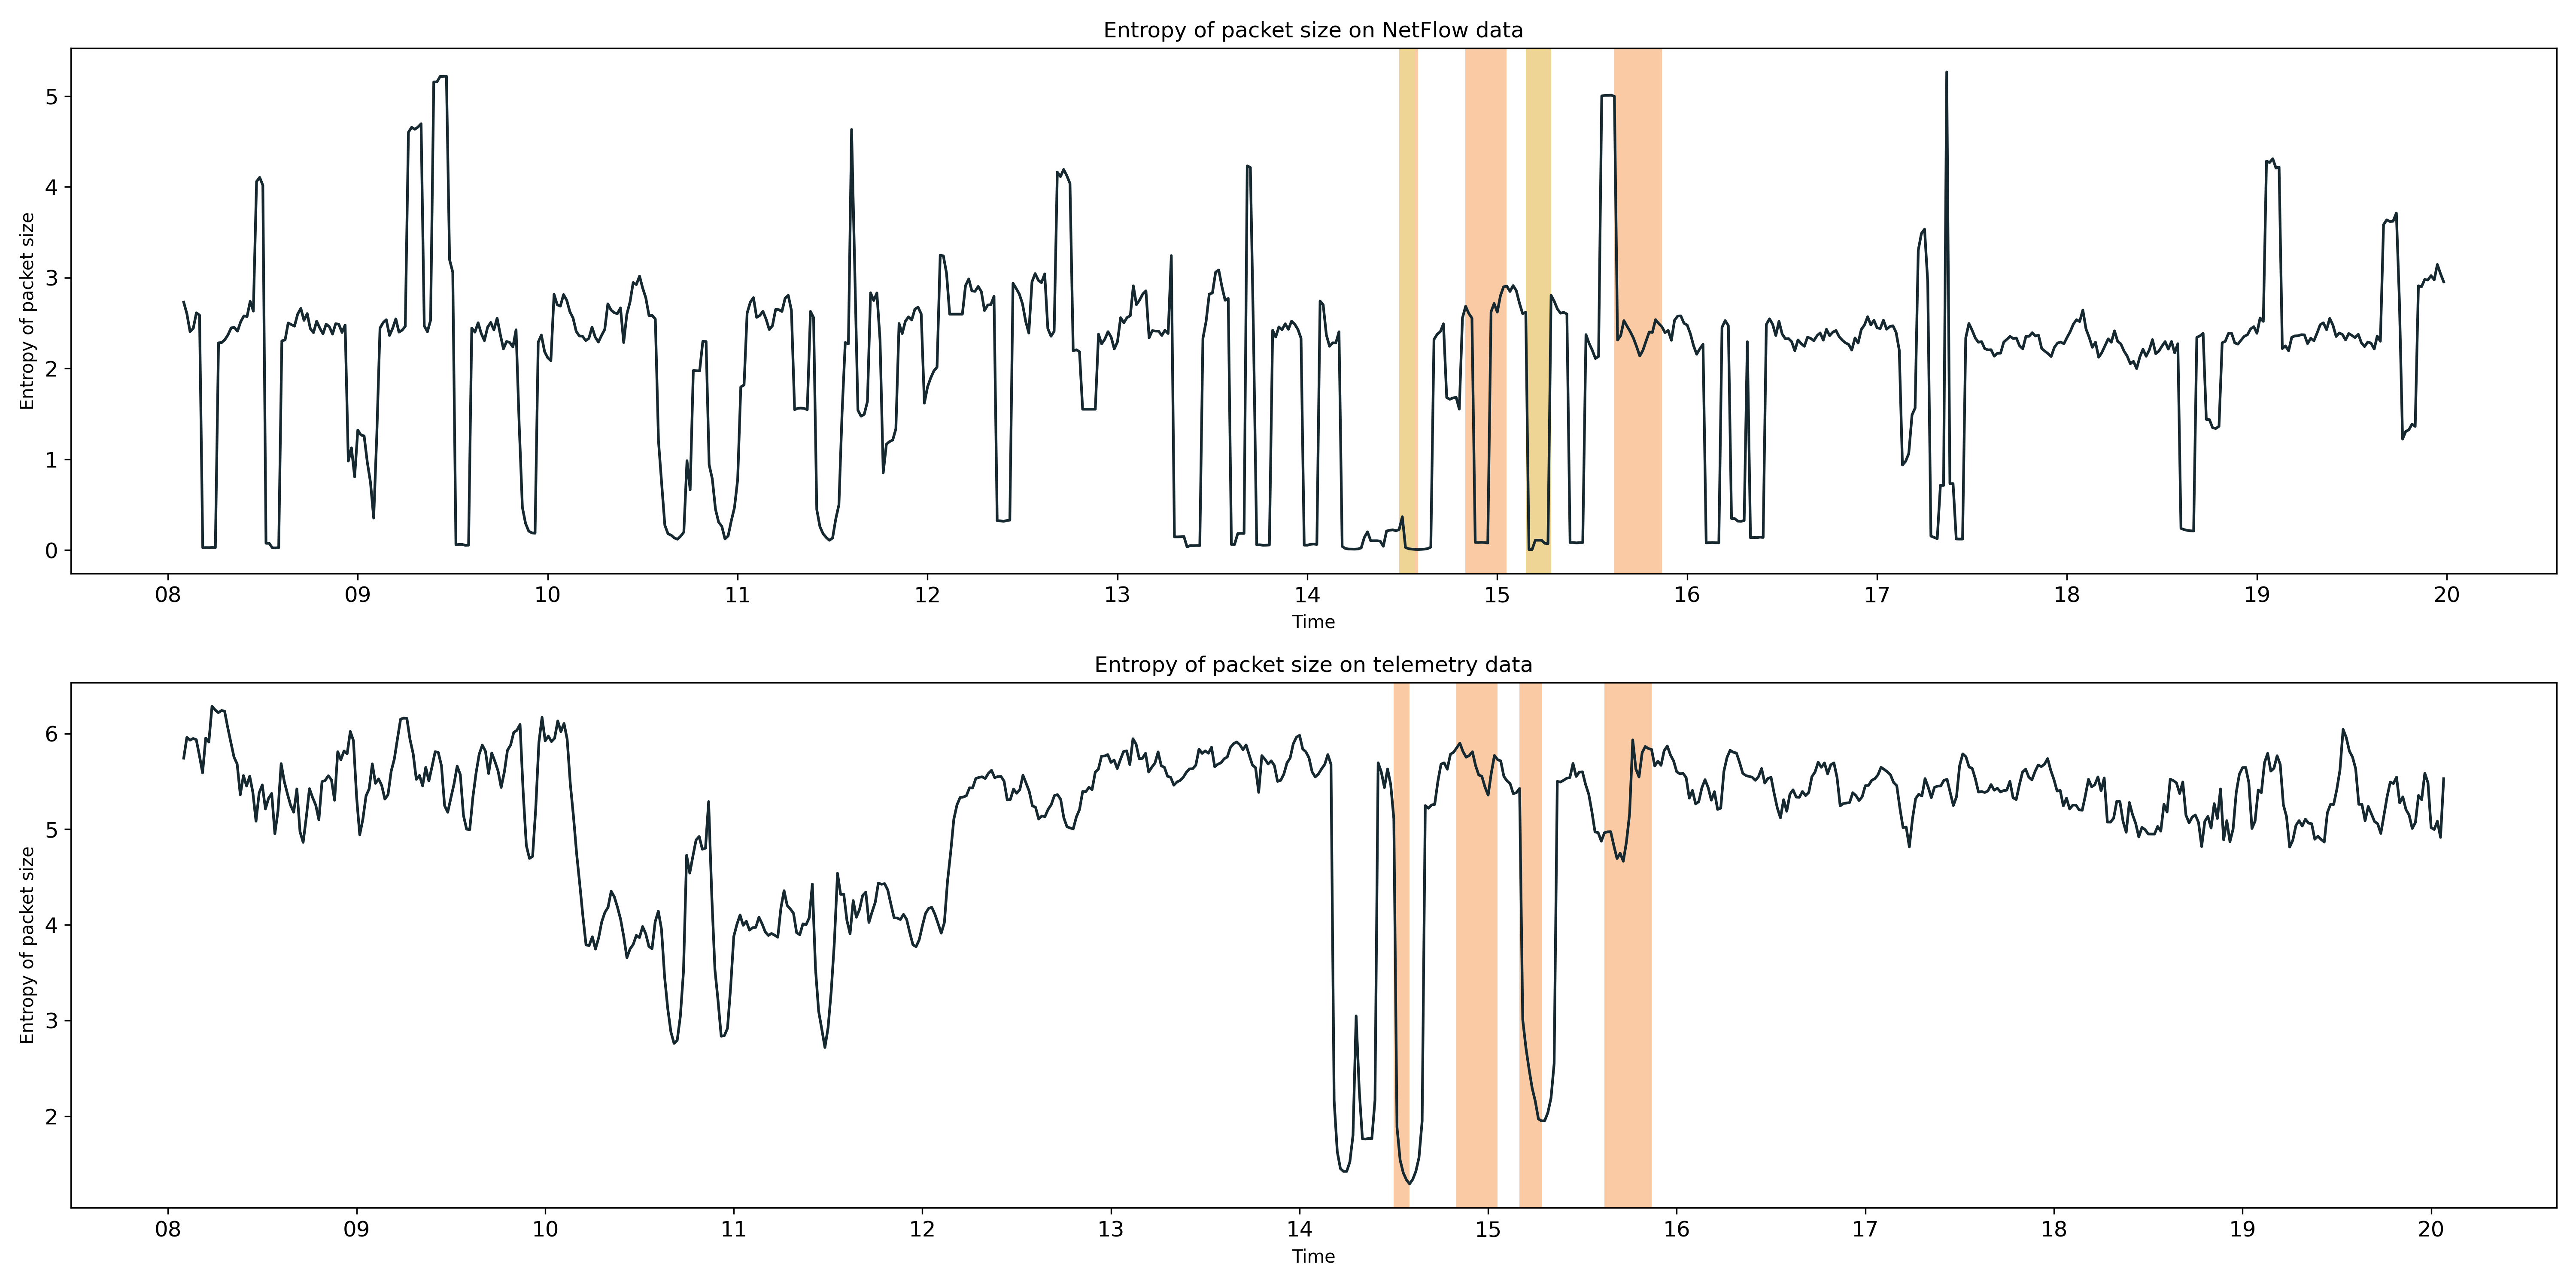 Entropy of packet size on NetFlow data
Entropy of packet size
5
4
3
2
1
0
08 09 10 11 12 13 14 15 16 17 18 19 20
Time
Entropy of packet size on telemetry data
Entropy of packet size
6
5
4
3
2
08 09 10 11 12 13 14 15 16 17 18 19 20
Time